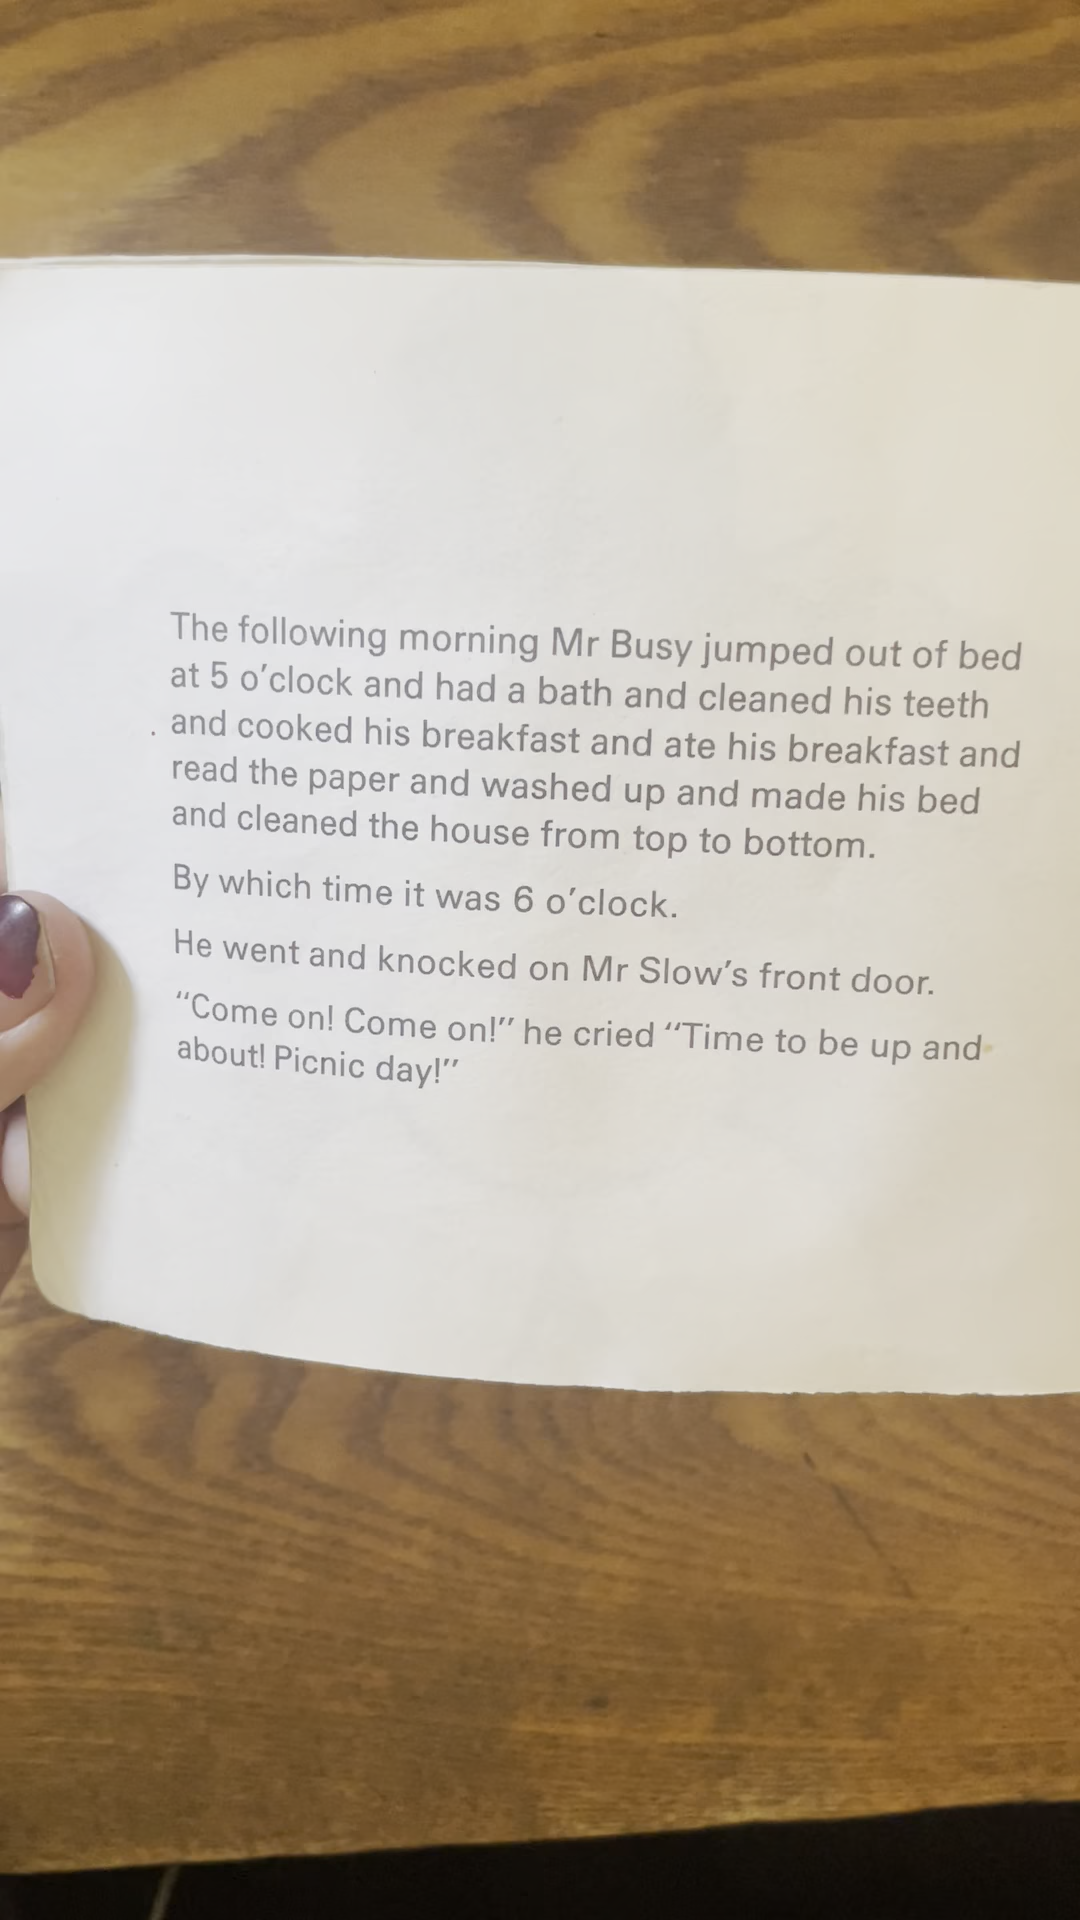 The following morning Mr Busy jumped out of bed
at 5 o’clock and had a bath and cleaned his teeth
and cooked his breakfast and ate his breakfast and
read the paper and washed up and made his bed
and cleaned the house from top to bottom.
By which time it was 6 o’clock.
He went and knocked on Mr Slow’s front door.
“Come on! Come on!” he cried “Time to be up and
about! Picnic day!”